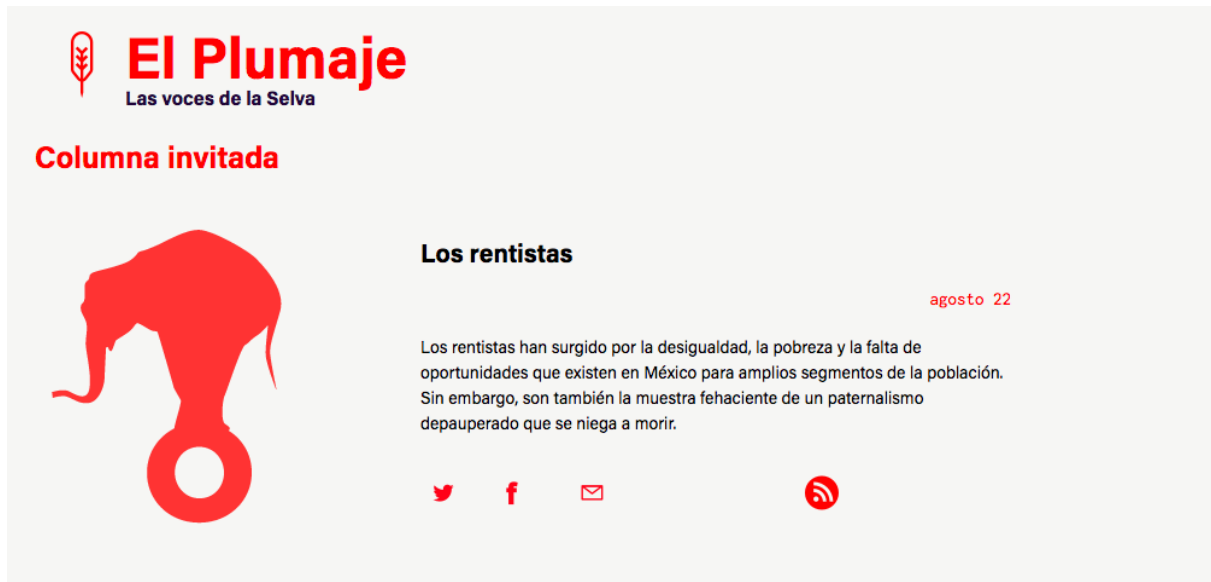 El Plumaje
Las voces de la Selva
Columna invitada
Los rentistas
agosto 22
Los rentistas han surgido por la desigualdad, la pobreza y la falta de
oportunidades que existen en México para amplios segmentos de la población.
Sin embargo, son también la muestra fehaciente de un paternalismo
depauperado que se niega a morir.